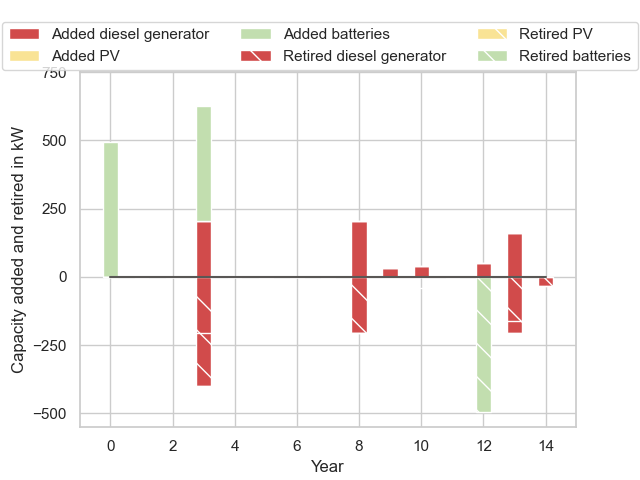 Added diesel generator
Added PV
Added batteries
Retired diesel generator
Retired PV
Retired batteries
750
500
250
0
−250
−500
Capacity added and retired in kW
0 2 4 6 8 10 12 14
Year